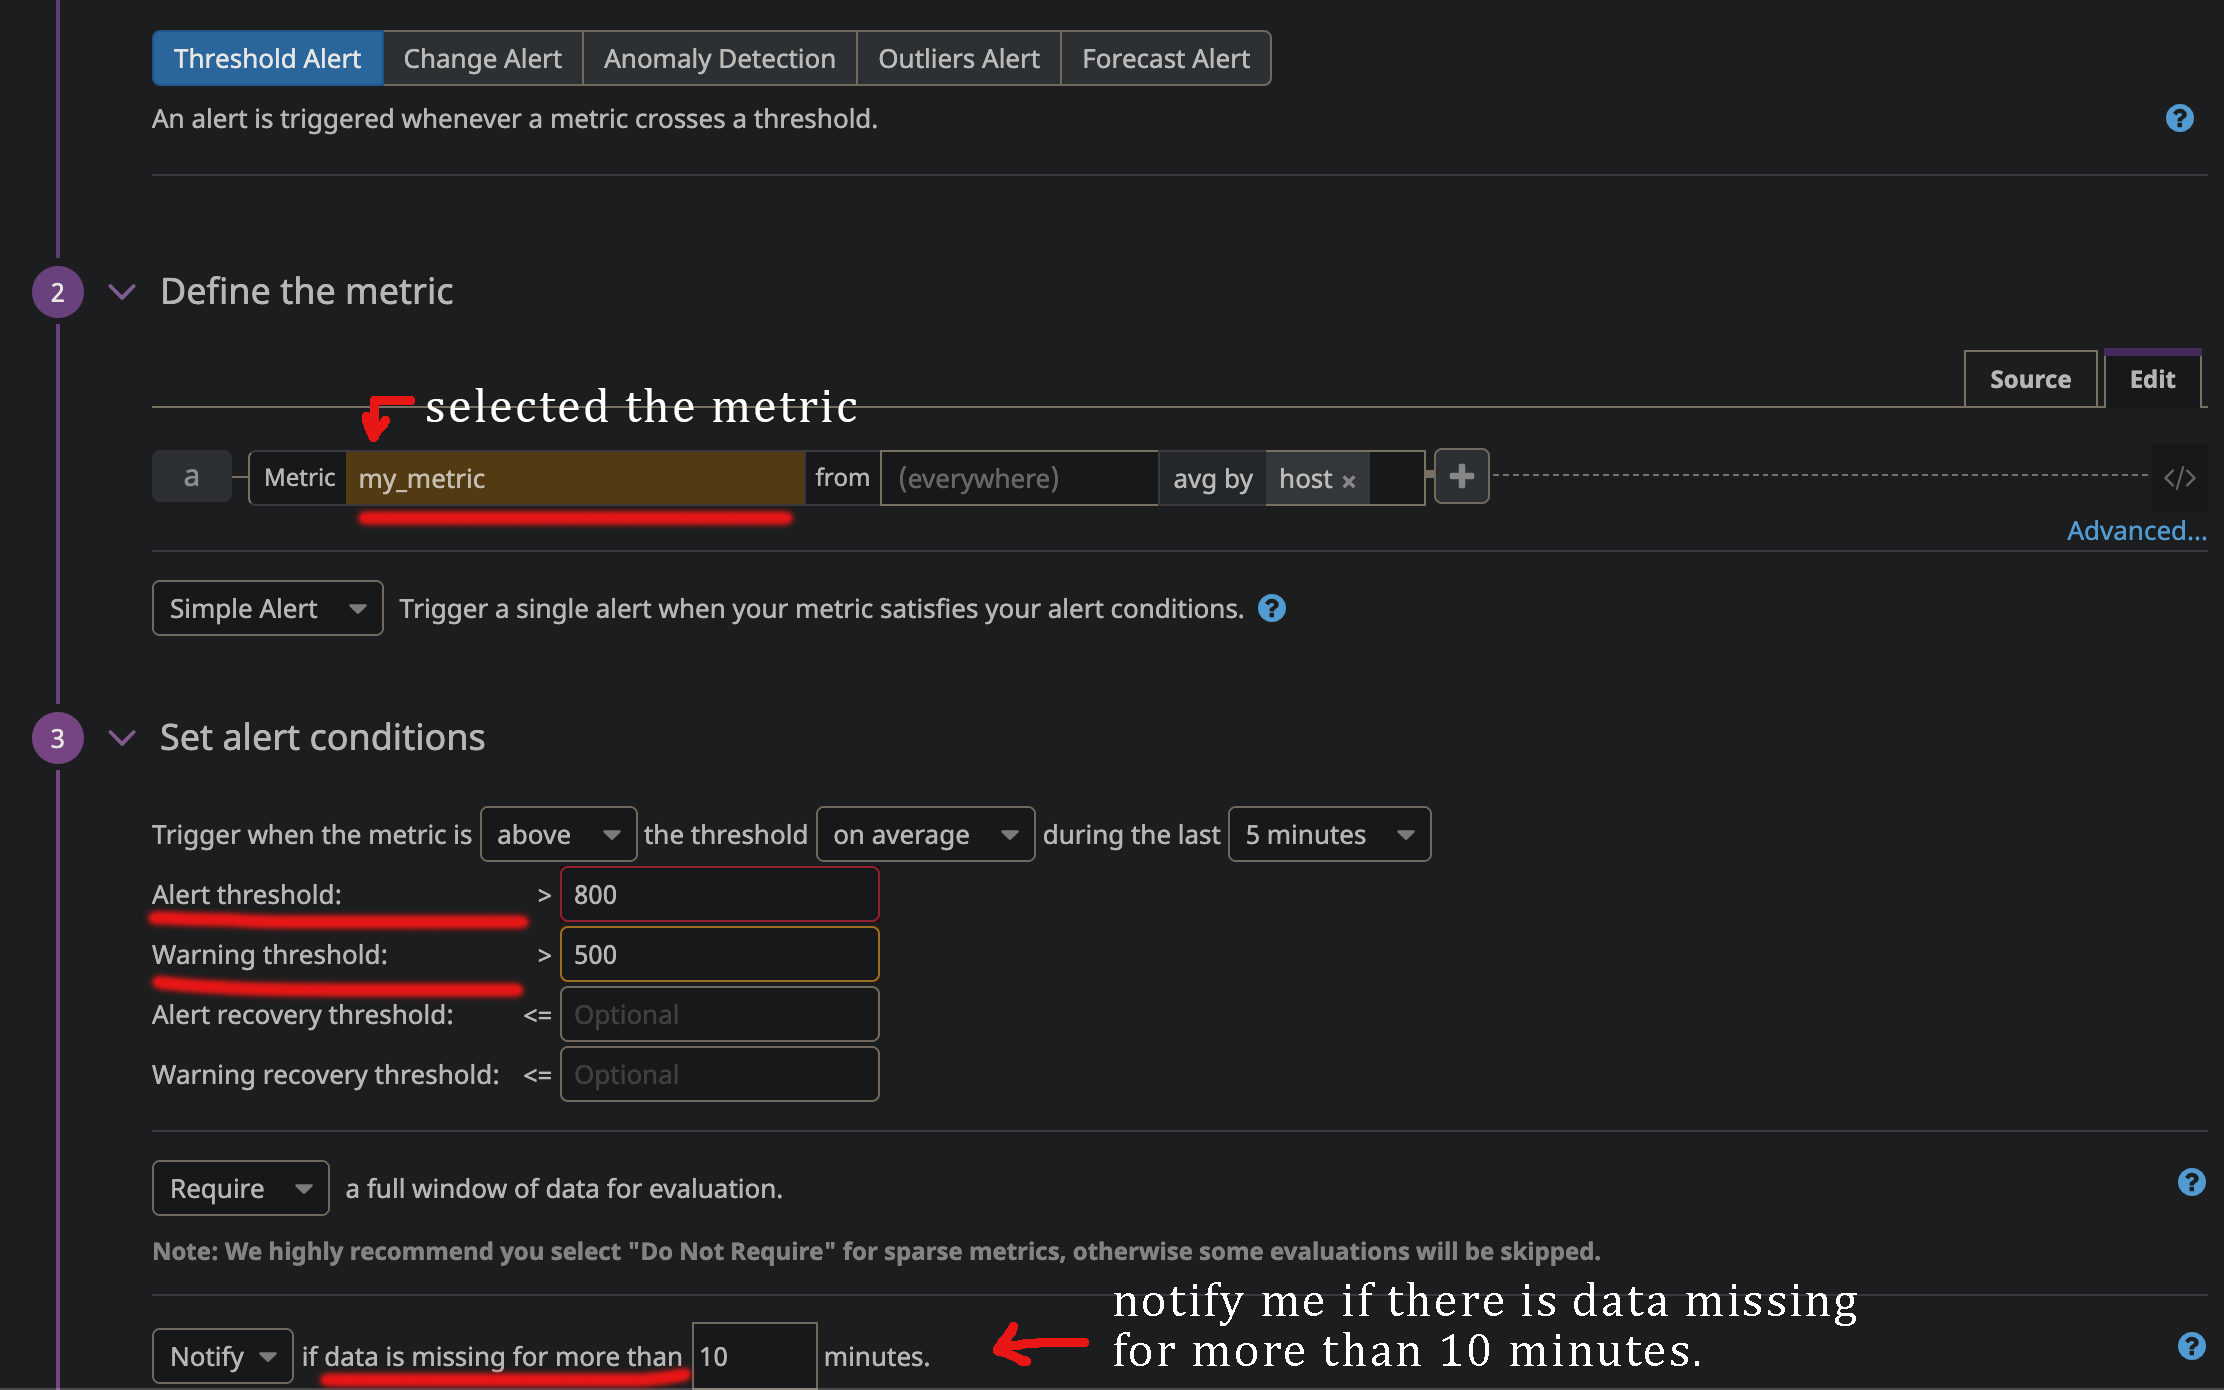 Threshold Alert Change Alert Anomaly Detection Outliers Alert Forecast Alert
An alert is triggered whenever a metric crosses a threshold. ?
2 Define the metric
Source Edit
selected the metric
a Metric my_metric from (everywhere) avg by host × + </>
Advanced...
Simple Alert Trigger a single alert when your metric satisfies your alert conditions. ?
3 Set alert conditions
Trigger when the metric is above the threshold on average during the last 5 minutes
Alert threshold: > 800
Warning threshold: > 500
Alert recovery threshold: <= Optional
Warning recovery threshold: <= Optional
Require a full window of data for evaluation. ?
Note: We highly recommend you select "Do Not Require" for sparse metrics, otherwise some evaluations will be skipped.
notify me if there is data missing
for more than 10 minutes.
Notify if data is missing for more than 10 minutes. ?